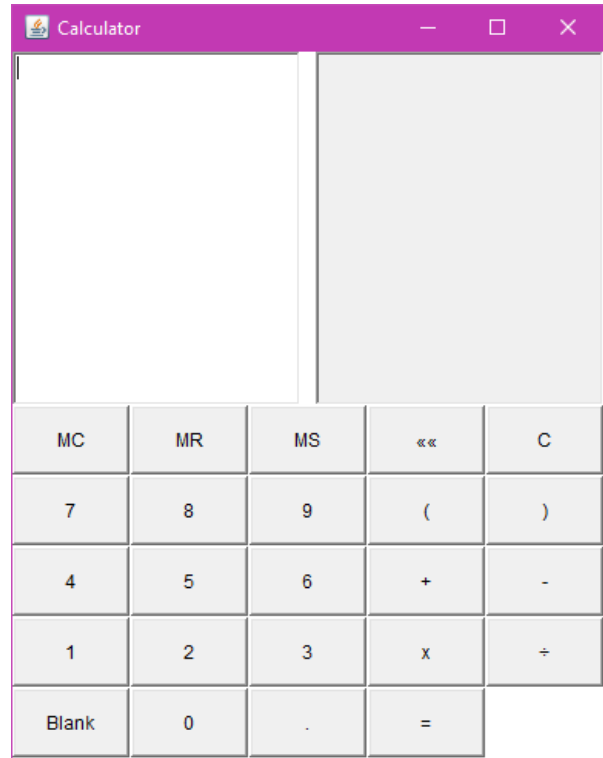 Calculator
MC MR MS «« C
7 8 9 ( )
4 5 6 + -
1 2 3 x ÷
Blank 0 . =